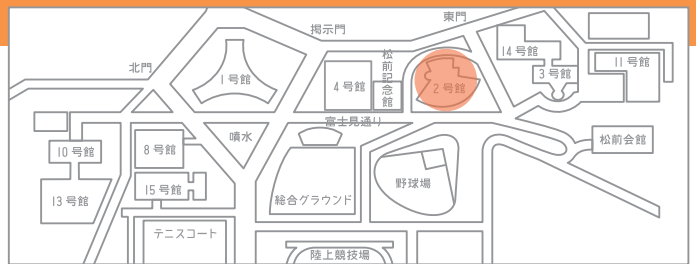 東門
掲示門
北門
松前記念館
14号館
11号館
3号館
1号館
4号館
2号館
富士見通り
噴水
松前会館
10号館
8号館
15号館
13号館
野球場
総合グラウンド
テニスコート
陸上競技場